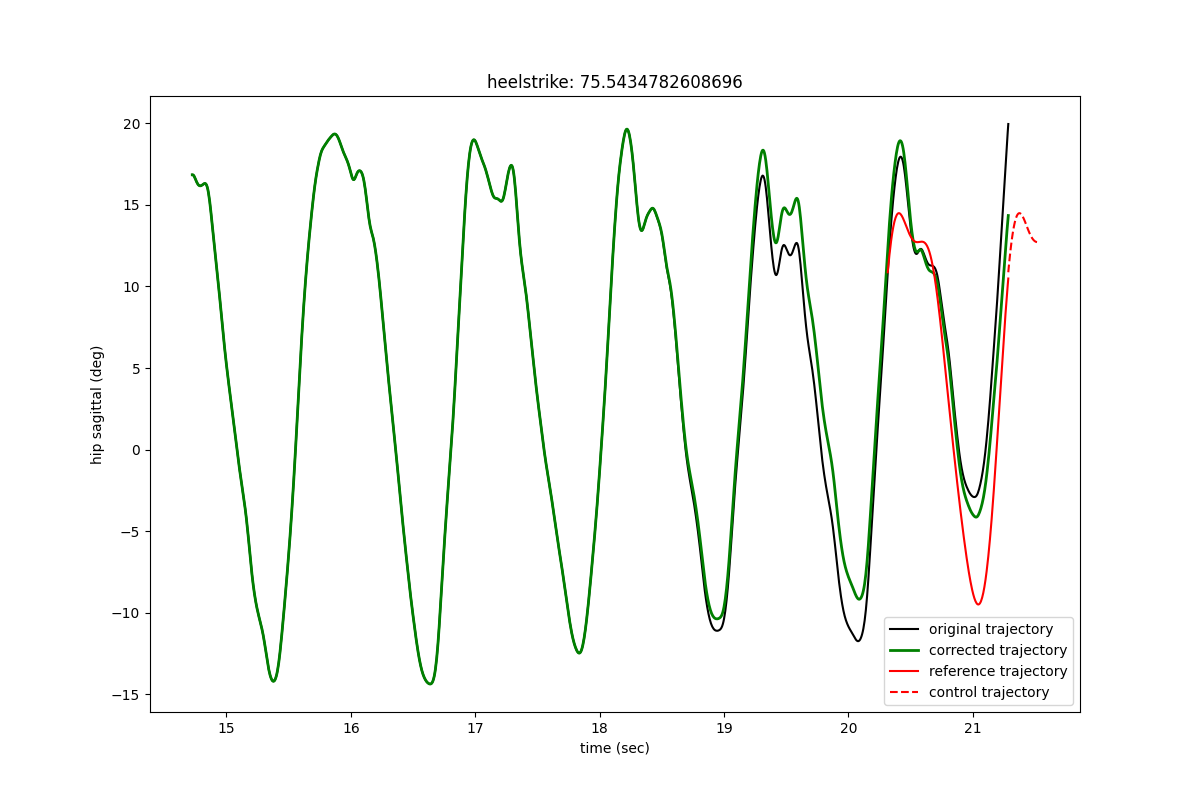 heelstrike: 75.5434782608696
20
15
10
5
0
−5
−10
−15
hip sagittal (deg)
15 16 17 18 19 20 21
time (sec)
original trajectory
corrected trajectory
reference trajectory
control trajectory